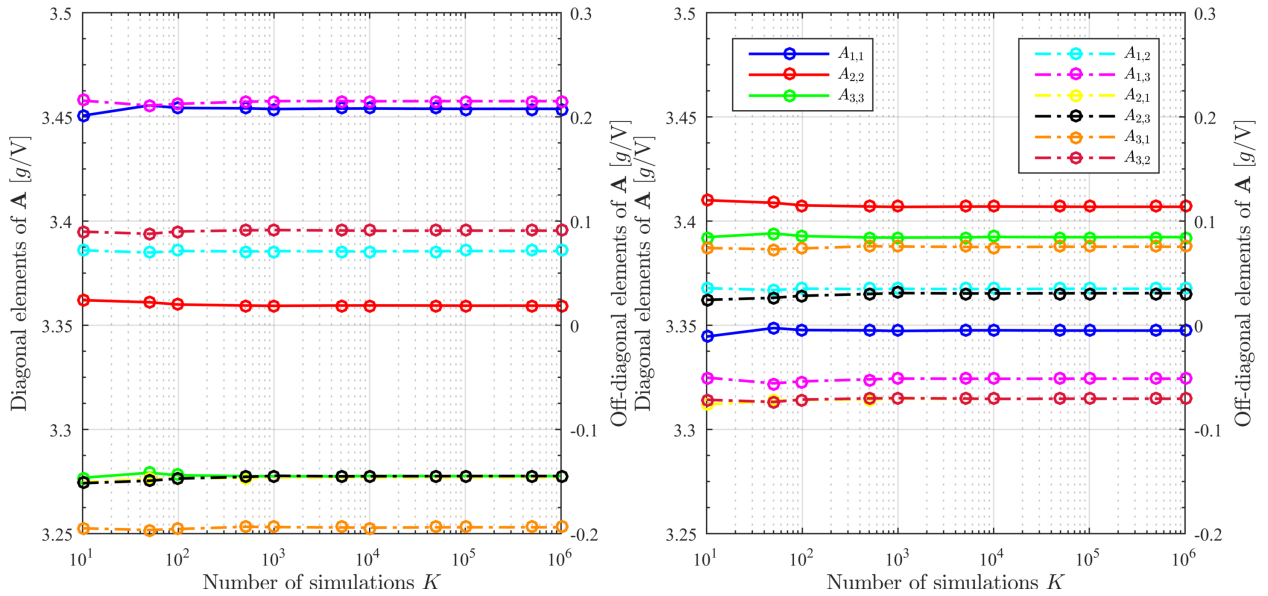 3.5
3.45
3.4
3.35
3.3
3.25
Diagonal elements of A [g/V]
0.3
0.2
0.1
0
-0.1
-0.2
Off-diagonal elements of A [g/V]
10^1
10^2
10^3
10^4
10^5
10^6
Number of simulations K
3.5
3.45
3.4
3.35
3.3
3.25
Diagonal elements of A [g/V]
A_{1,1}
A_{2,2}
A_{3,3}
A_{1,2}
A_{1,3}
A_{2,1}
A_{2,3}
A_{3,1}
A_{3,2}
0.3
0.2
0.1
0
-0.1
-0.2
Off-diagonal elements of A [g/V]
10^1
10^2
10^3
10^4
10^5
10^6
Number of simulations K